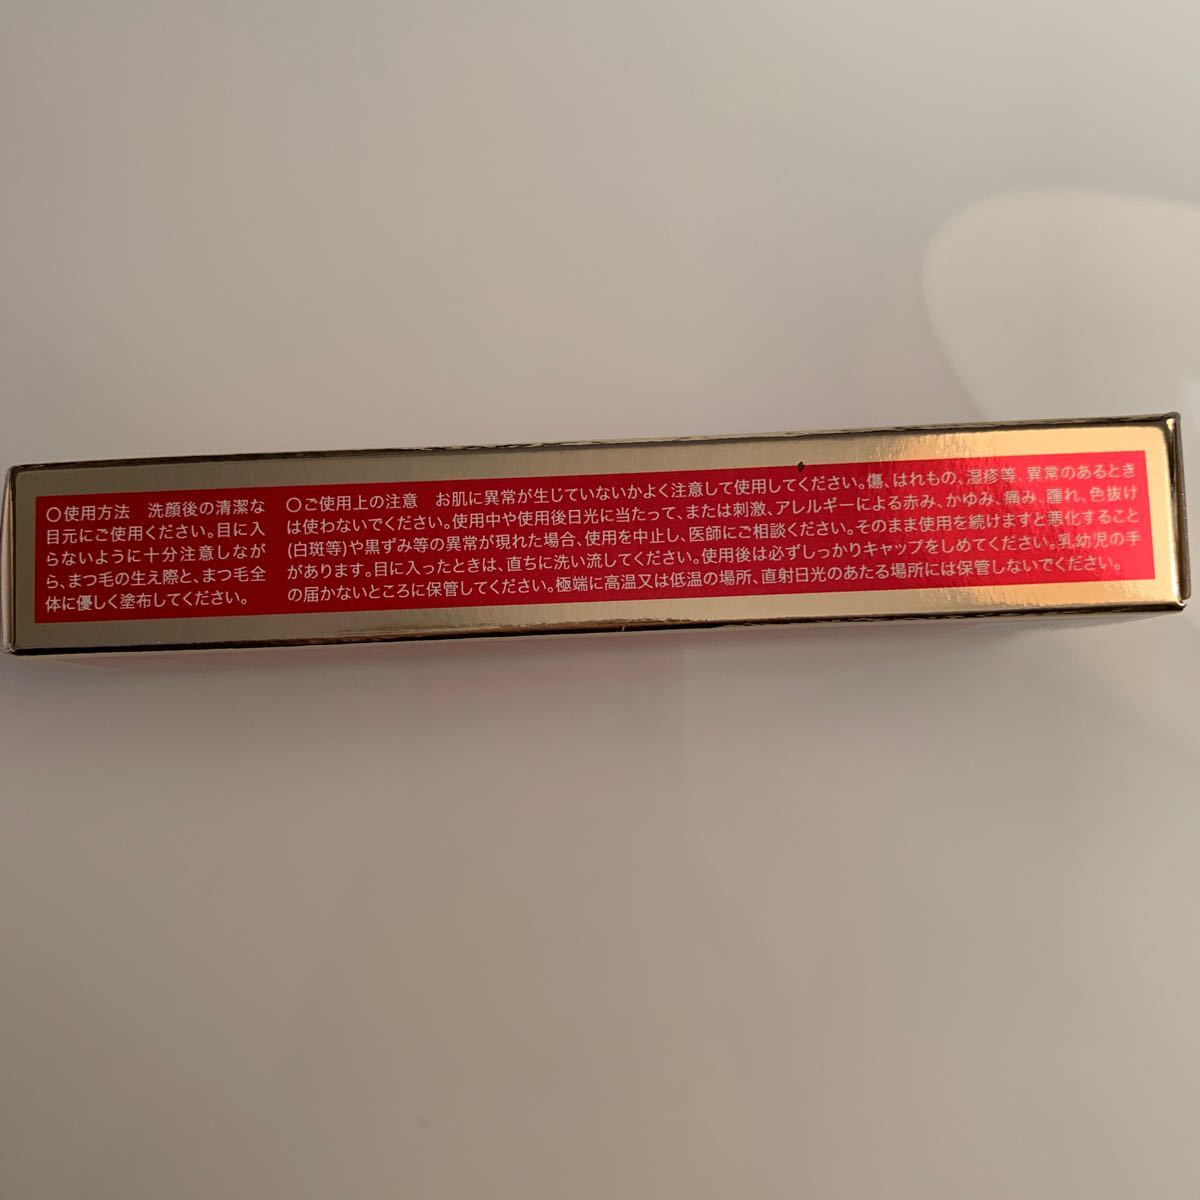 〇使用方法　洗顔後の清潔な
目元にご使用ください。目に入
らないように十分注意しなが
ら、まつ毛の生え際と、まつ毛全
体に優しく塗布してください。
〇ご使用上の注意　お肌に異常が生じていないかよく注意して使用してください。傷、はれもの、湿疹等、異常のあるとき
は使わないでください。使用中や使用後日光に当たって、または刺激、アレルギーによる赤み、かゆみ、痛み、腫れ、色抜け
(白斑等)や黒ずみ等の異常が現れた場合、使用を中止し、医師にご相談ください。そのまま使用を続けますと悪化すること
があります。目に入ったときは、直ちに洗い流してください。使用後は必ずしっかりキャップをしめてください。乳幼児の手
の届かないところに保管してください。極端に高温又は低温の場所、直射日光のあたる場所には保管しないでください。